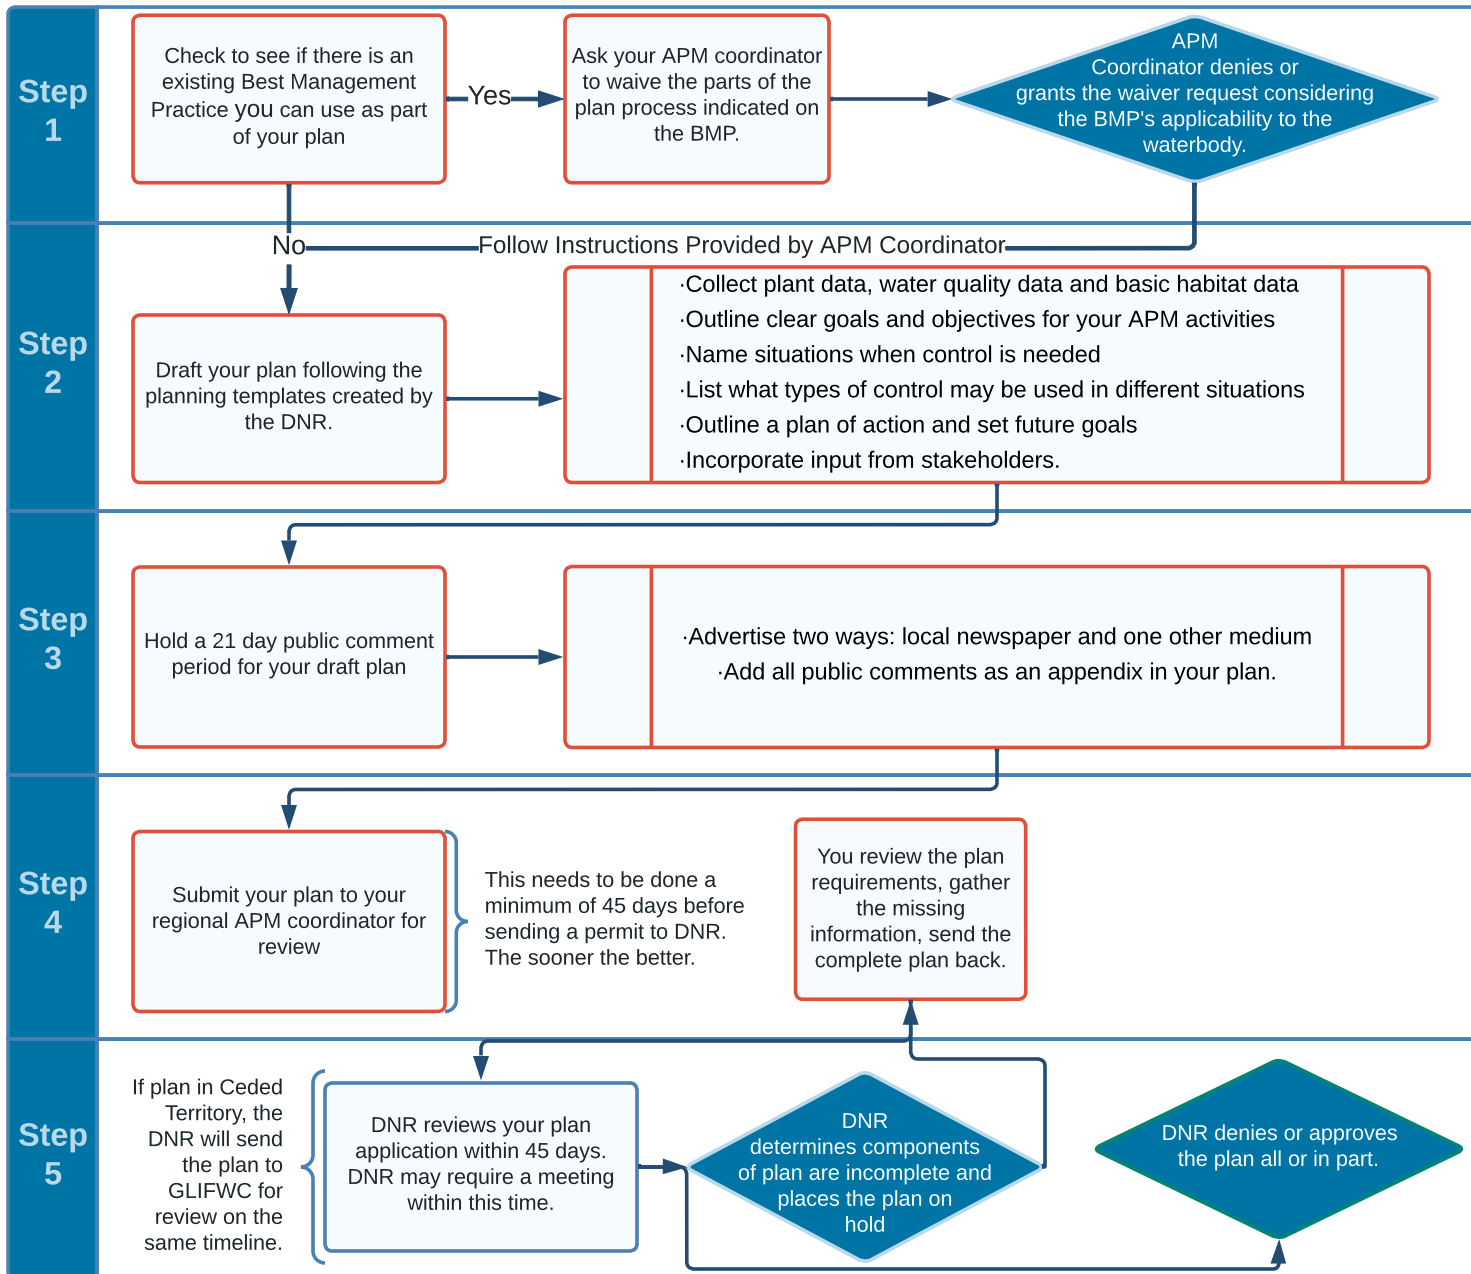 Step
1
Check to see if there is an
existing Best Management
Practice you can use as part
of your plan
Yes
Ask your APM coordinator
to waive the parts of the
plan process indicated on
the BMP.
APM
Coordinator denies or
grants the waiver request considering
the BMP's applicability to the
waterbody.
Step
2
No
Follow Instructions Provided by APM Coordinator
Draft your plan following the
planning templates created by
the DNR.
·Collect plant data, water quality data and basic habitat data
·Outline clear goals and objectives for your APM activities
·Name situations when control is needed
·List what types of control may be used in different situations
·Outline a plan of action and set future goals
·Incorporate input from stakeholders.
Step
3
Hold a 21 day public comment
period for your draft plan
·Advertise two ways: local newspaper and one other medium
·Add all public comments as an appendix in your plan.
Step
4
Submit your plan to your
regional APM coordinator for
review
This needs to be done a
minimum of 45 days before
sending a permit to DNR.
The sooner the better.
You review the plan
requirements, gather
the missing
information, send the
complete plan back.
Step
5
If plan in Ceded
Territory, the
DNR will send
the plan to
GLIFWC for
review on the
same timeline.
DNR reviews your plan
application within 45 days.
DNR may require a meeting
within this time.
DNR
determines components
of plan are incomplete and
places the plan on
hold
DNR denies or approves
the plan all or in part.